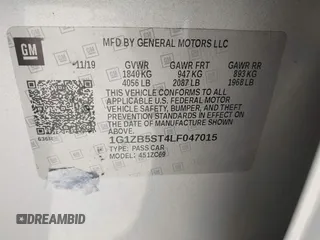 GM
MFD BY GENERAL MOTORS LLC
11/19
GVWR GAWR FRT GAWR RR
1840 KG 947 KG 893 KG
4056 LB 2087 LB 1968 LB
THIS VEHICLE CONFORMS TO ALL
APPLICABLE U.S. FEDERAL MOTOR
VEHICLE SAFETY, BUMPER, AND THEFT
PREVENTION STANDARDS IN EFFECT ON
THE DATE OF MANUFACTURE SHOWN ABOVE.
1G1ZB5ST4LF047015
TYPE: PASS CAR
MODEL: 4S1ZC69
DREAMBID